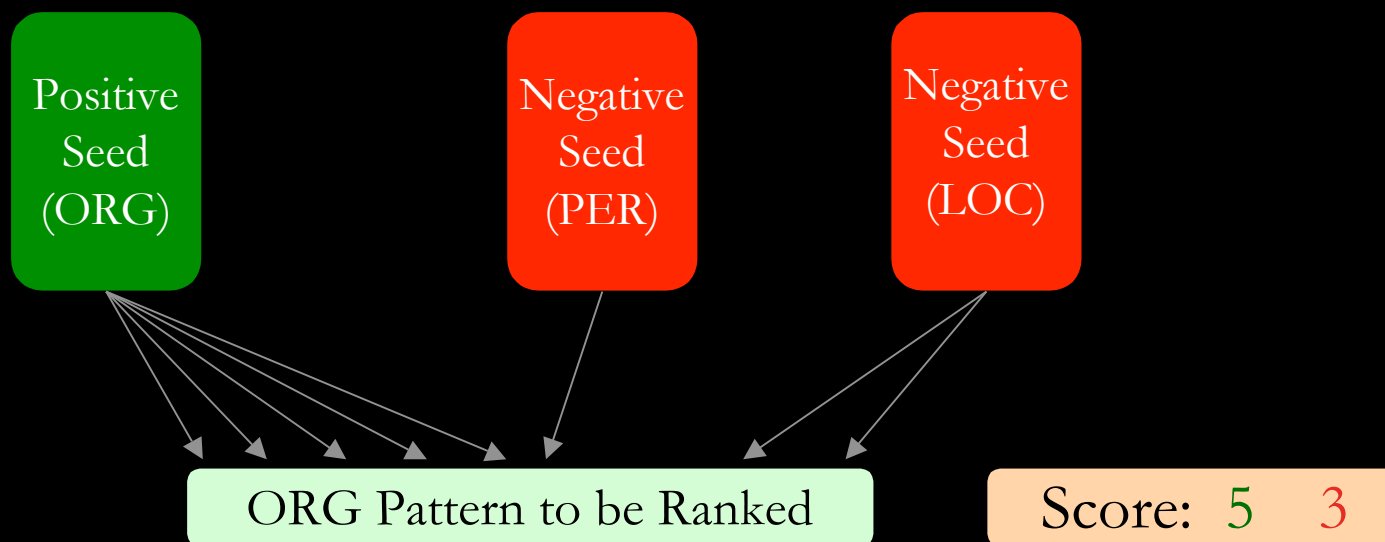 Positive
Seed
(ORG)
Negative
Seed
(PER)
Negative
Seed
(LOC)
ORG Pattern to be Ranked
Score: 5 3